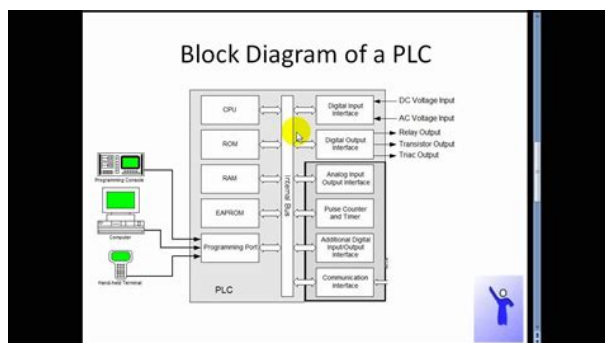 Block Diagram of a PLC
CPU
ROM
RAM
EAPROM
Programming Port
Internal Bus
Digital Input
Interface
Digital Output
Interface
Analog Input
Output Interface
Pulse Counter
and Timer
Additional Digital
Input/Output
Interface
Communication
Interface
DC Voltage Input
AC Voltage Input
Relay Output
Transistor Output
Triac Output
Programming Console
Computer
Hand-held Terminal
PLC